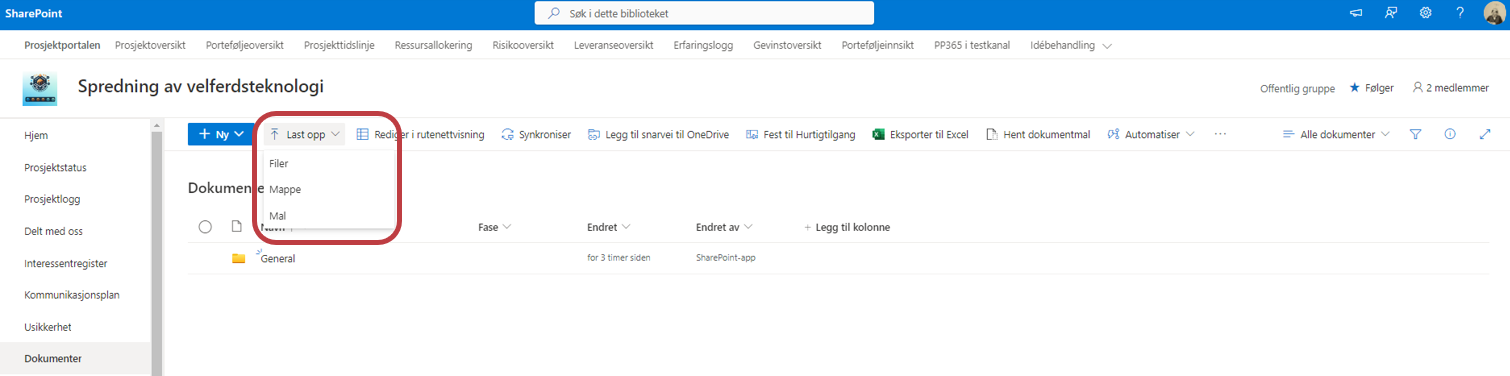 SharePoint
Søk i dette biblioteket
Prosjektportalen Prosjektoversikt Porteføljeoversikt Prosjekttidslinje Ressursallokering Risikooversikt Leveranseoversikt Erfaringslogg Gevinstoversikt Porteføljeinnsikt PP365 i testkanal Idébehandling
Spredning av velferdsteknologi
Offentlig gruppe Følger 2 medlemmer
Hjem
Prosjektstatus
Prosjektlogg
Delt med oss
Interessentregister
Kommunikasjonsplan
Usikkerhet
Dokumenter
+ Ny Last opp Rediger i rutenettvisning Synkroniser Legg til snarvei til OneDrive Fest til Hurtigtilgang Eksporter til Excel Hent dokumentmal Automatiser ... Alle dokumenter
Filer
Mappe
Mal
Dokumente
Navn Fase Endret Endret av + Legg til kolonne
General for 3 timer siden SharePoint-app